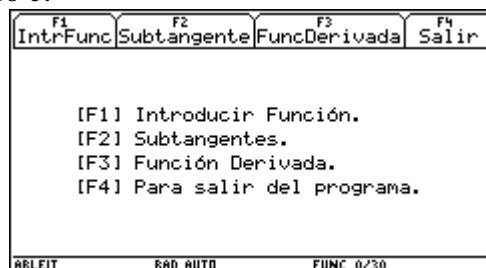 F1 F2 F3 F4
IntrFunc Subtangente FuncDerivada Salir
[F1] Introducir Función.
[F2] Subtangentes.
[F3] Función Derivada.
[F4] Para salir del programa.
ABLEIT RAD AUTO FUNC 0/30